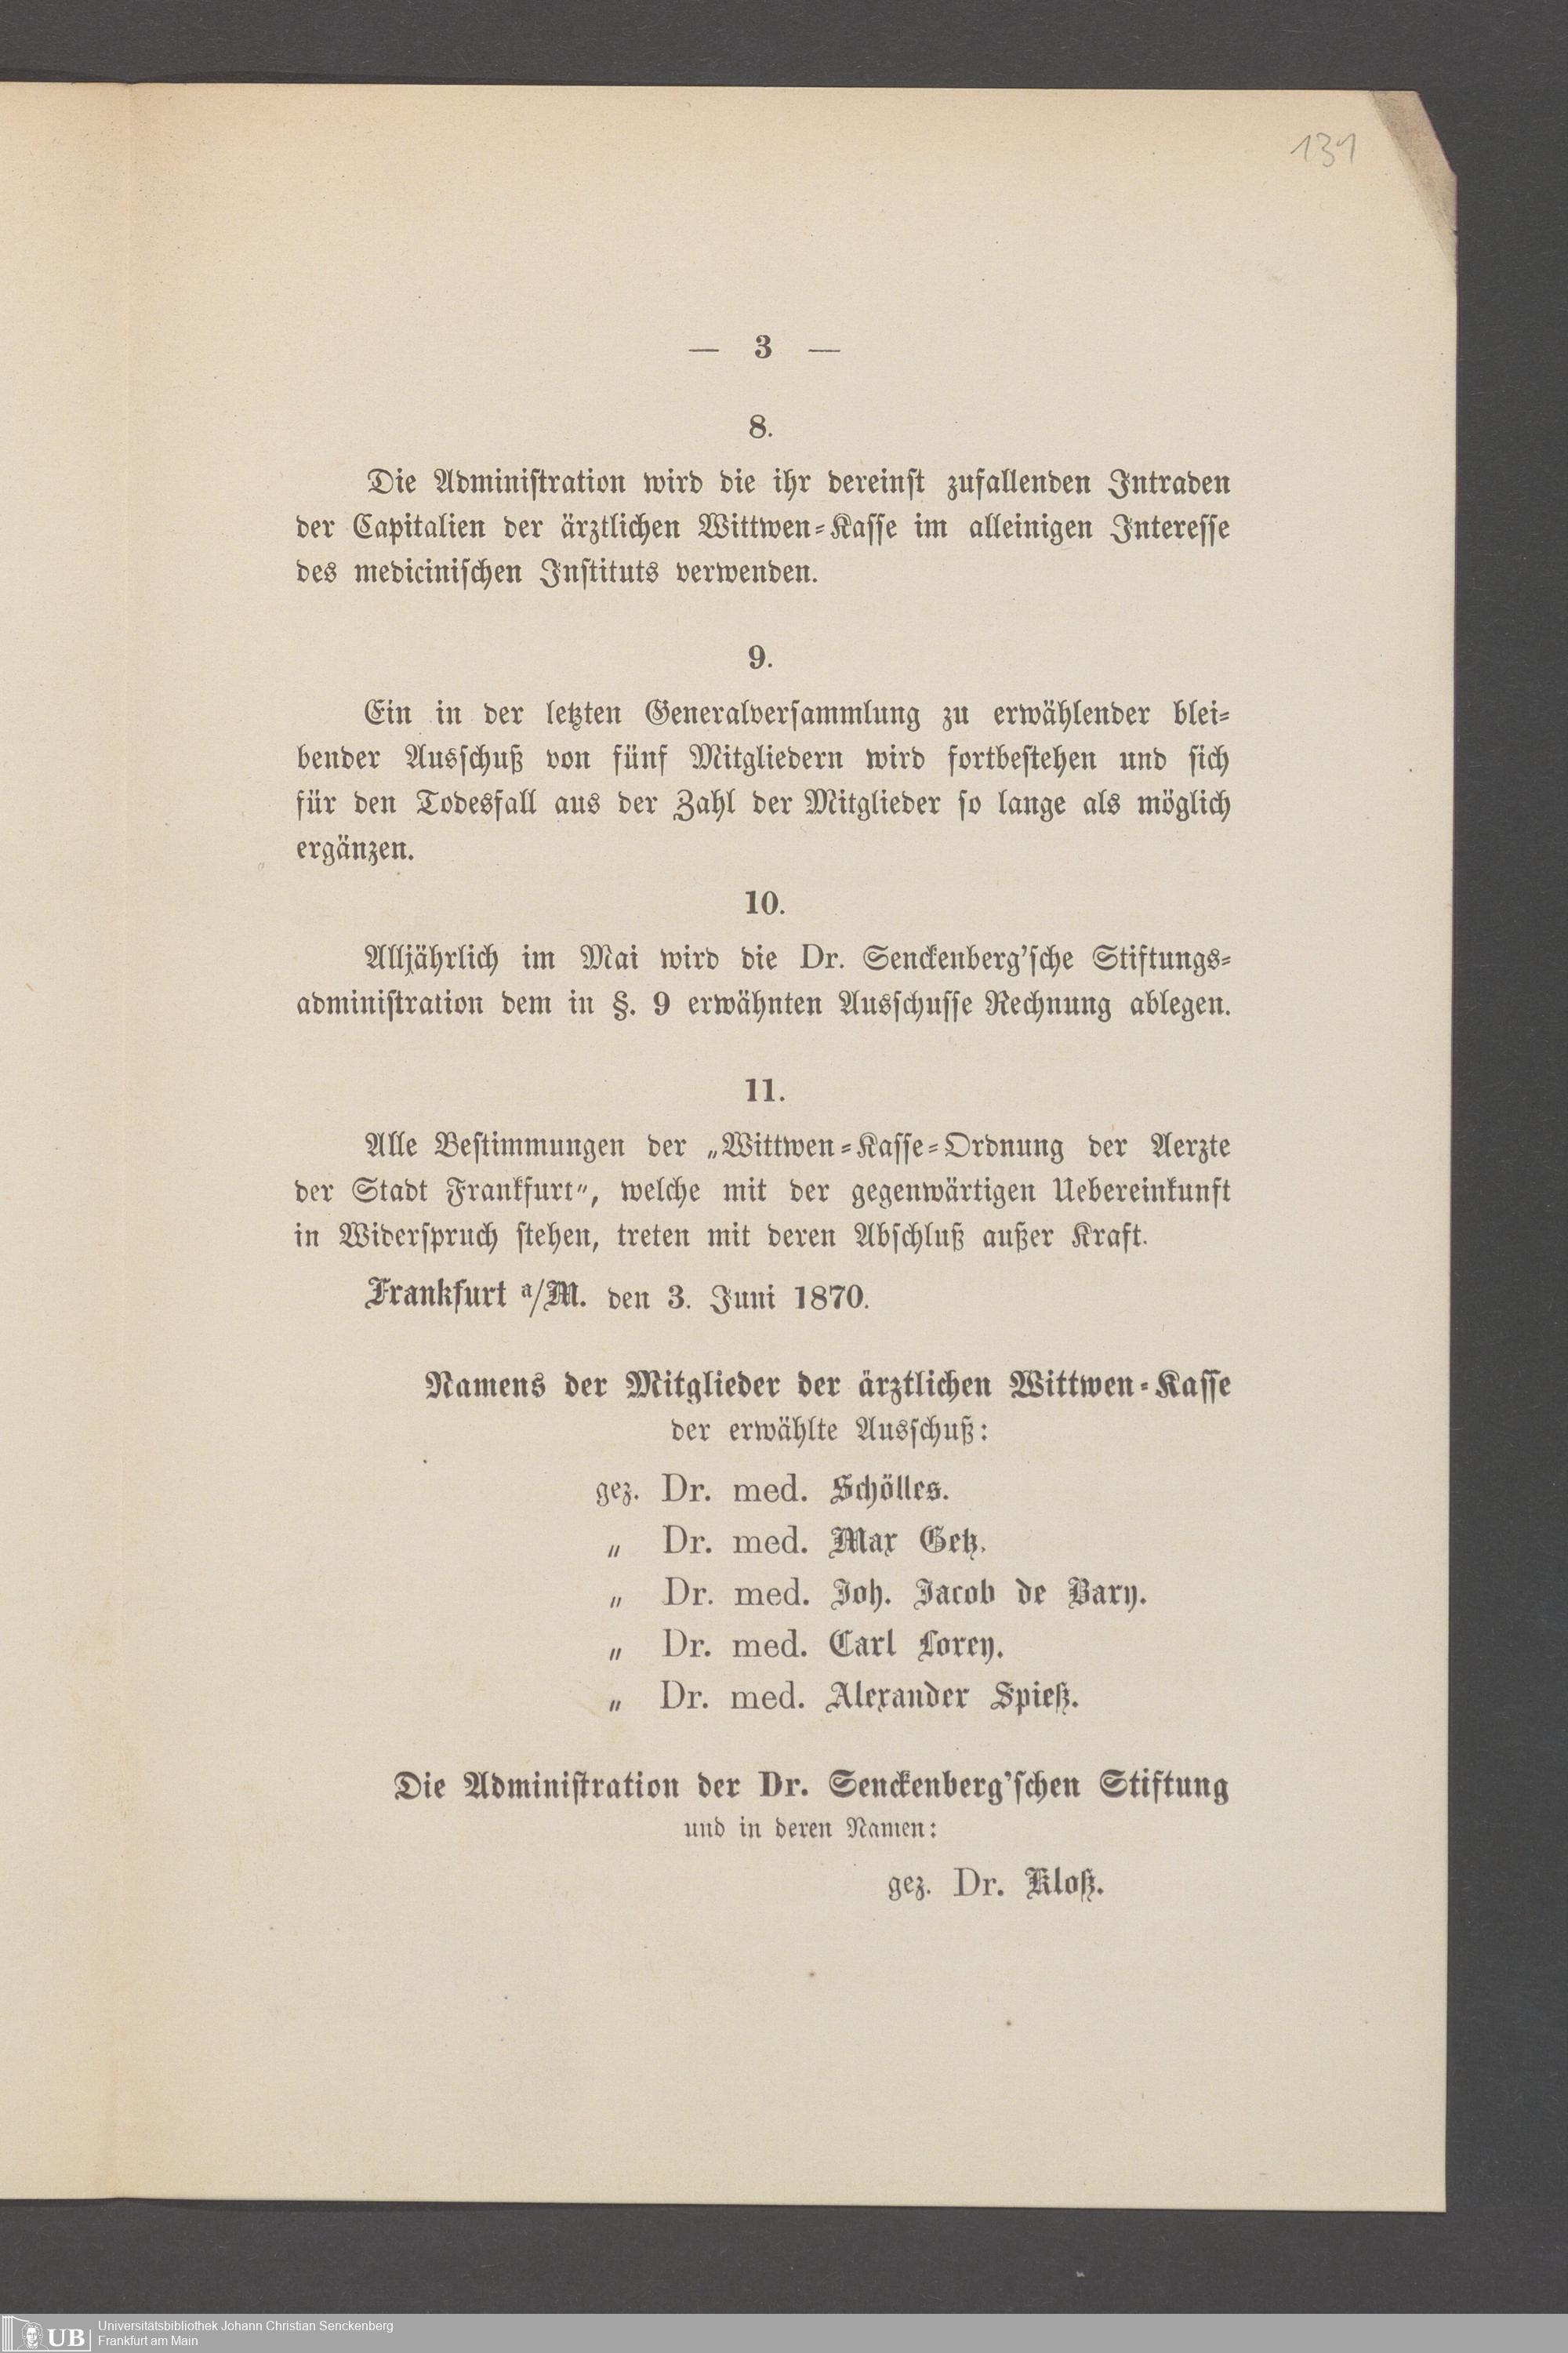 131
— 3 —
8.
Die Administration wird die ihr dereinst zufallenden Intraden
der Capitalien der ärztlichen Wittwen-Kasse im alleinigen Interesse
des medicinischen Instituts verwenden.
9.
Ein in der letzten Generalversammlung zu erwählender blei-
bender Ausschuß von fünf Mitgliedern wird fortbestehen und sich
für den Todesfall aus der Zahl der Mitglieder so lange als möglich
ergänzen.
10.
Alljährlich im Mai wird die Dr. Senckenberg'sche Stiftungs-
administration dem in §. 9 erwähnten Ausschusse Rechnung ablegen.
11.
Alle Bestimmungen der „Wittwen-Kasse-Ordnung der Aerzte
der Stadt Frankfurt", welche mit der gegenwärtigen Uebereinkunft
in Widerspruch stehen, treten mit deren Abschluß außer Kraft.
Frankfurt a/M. den 3. Juni 1870.
Namens der Mitglieder der ärztlichen Wittwen-Kasse
der erwählte Ausschuß:
gez. Dr. med. Schölles.
„ Dr. med. Max Getz.
„ Dr. med. Joh. Jacob de Bary.
„ Dr. med. Carl Lorey.
„ Dr. med. Alexander Spieß.
Die Administration der Dr. Senckenberg'schen Stiftung
und in deren Namen:
gez. Dr. Kloß.
UB
Universitätsbibliothek Johann Christian Senckenberg
Frankfurt am Main